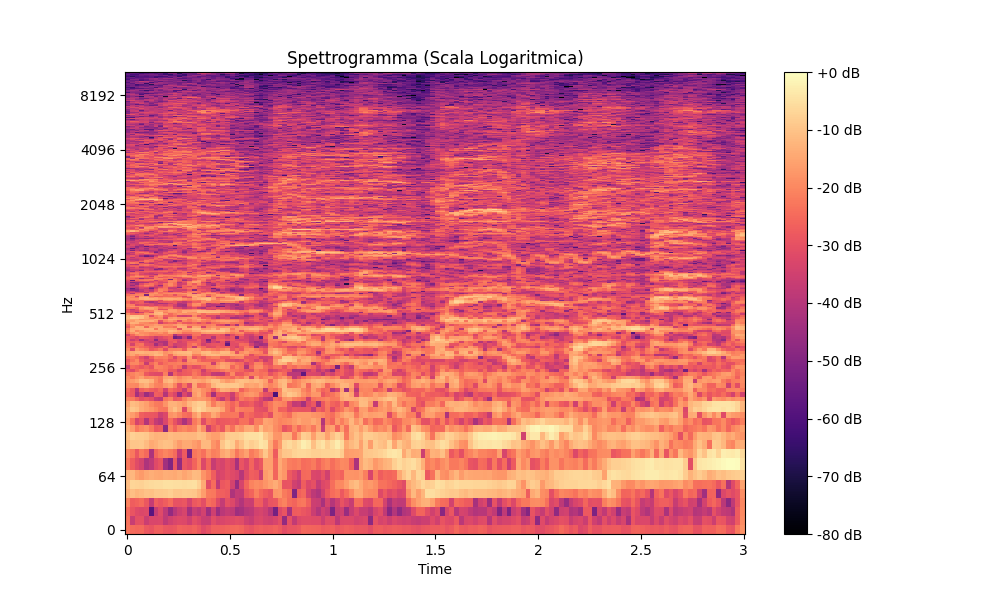 Spettrogramma (Scala Logaritmica)
Hz
8192
4096
2048
1024
512
256
128
64
0
0
0.5
1
1.5
2
2.5
3
Time
+0 dB
-10 dB
-20 dB
-30 dB
-40 dB
-50 dB
-60 dB
-70 dB
-80 dB